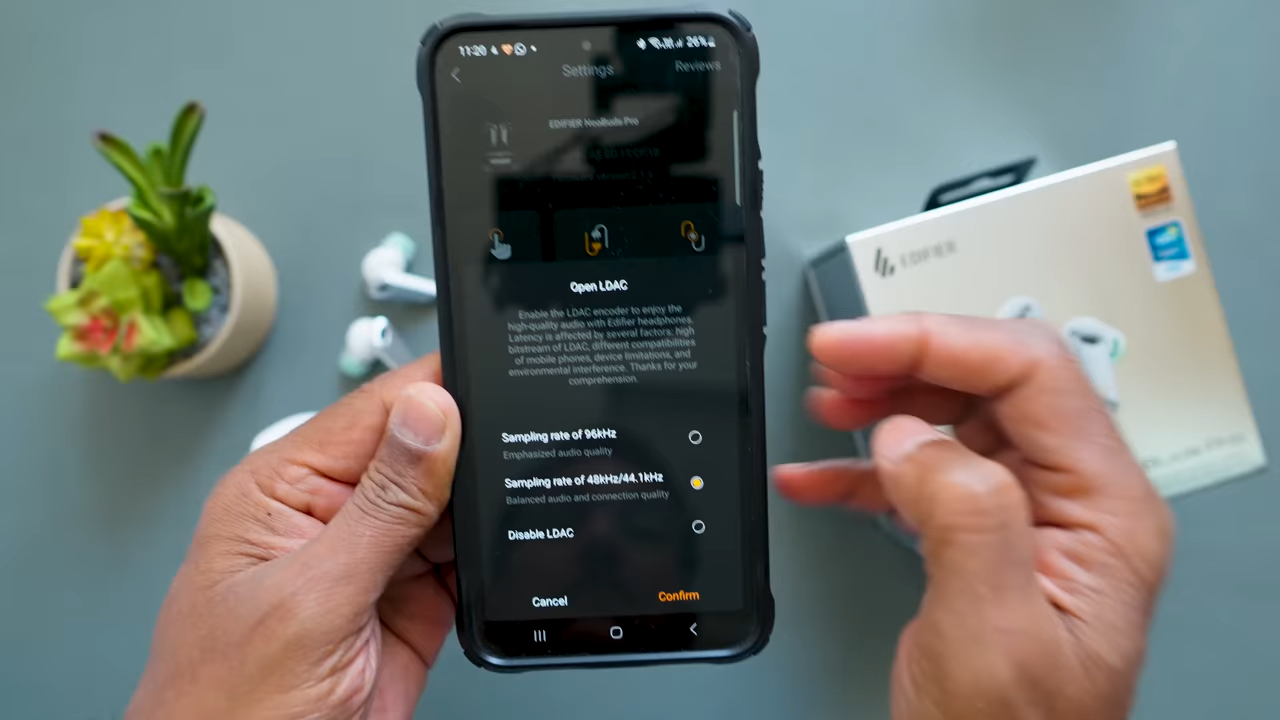 11:20
26%
Settings
Reviews
EDIFIER NeoBuds Pro
Open LDAC
Enable the LDAC encoder to enjoy the
high-quality audio with Edifier headphones.
Latency is affected by several factors: high
bitstream of LDAC, different compatibilities
of mobile phones, device limitations, and
environmental interference. Thanks for your
comprehension.
Sampling rate of 96kHz
Emphasized audio quality
Sampling rate of 48kHz/44.1kHz
Balanced audio and connection quality
Disable LDAC
Cancel
Confirm
EDIFIER